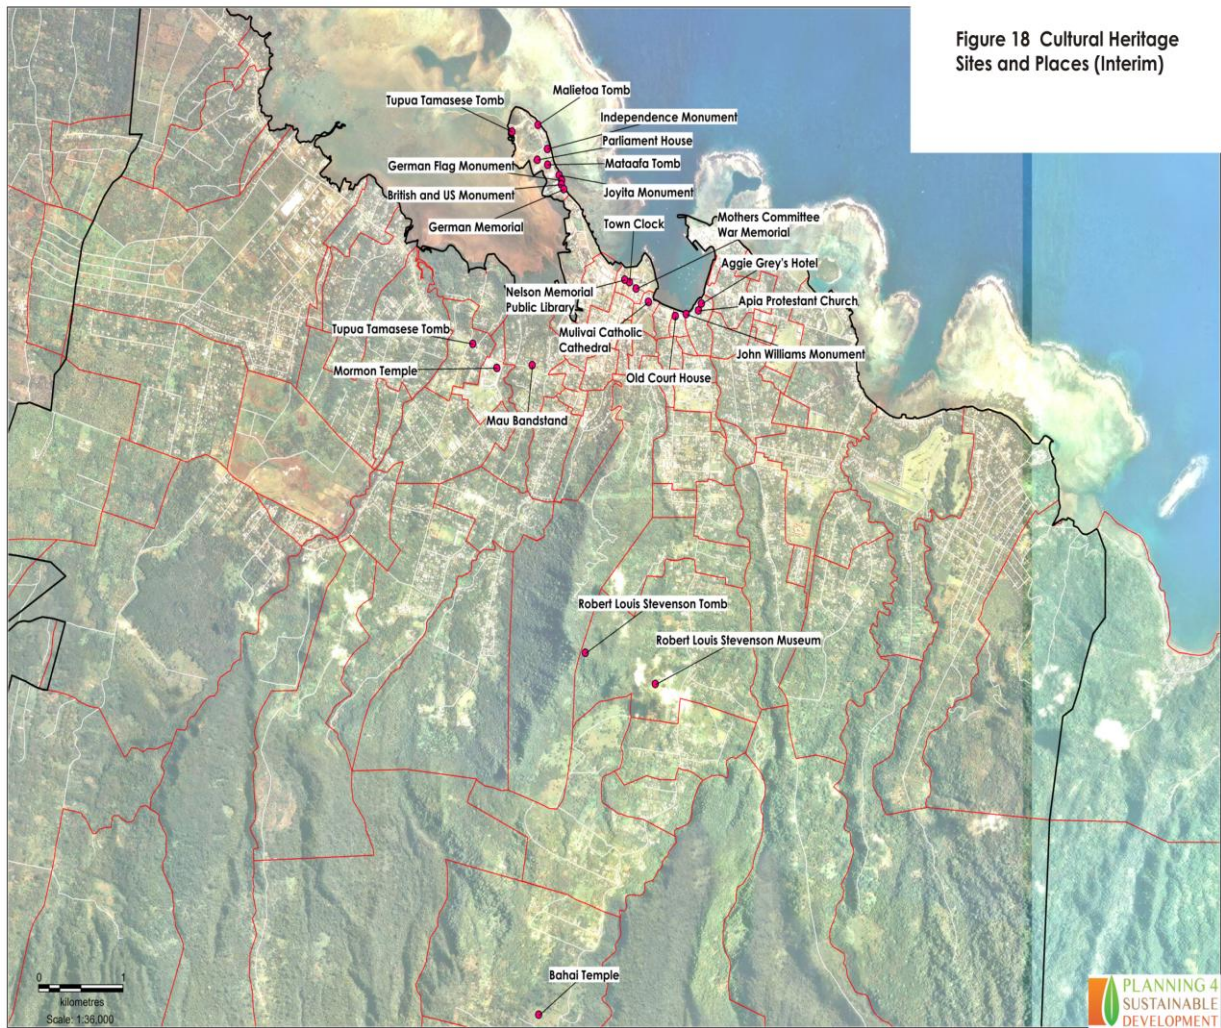 Figure 18 Cultural Heritage
Sites and Places (Interim)
Malietoa Tomb
Tupua Tamasese Tomb
Independence Monument
Parliament House
German Flag Monument
Mataafa Tomb
British and US Monument
Joyita Monument
German Memorial
Town Clock
Mothers Committee
War Memorial
Aggie Grey's Hotel
Nelson Memorial
Public Library
Apia Protestant Church
Tupua Tamasese Tomb
Mulivai Catholic
Cathedral
John Williams Monument
Mormon Temple
Old Court House
Mau Bandstand
Robert Louis Stevenson Tomb
Robert Louis Stevenson Museum
Bahai Temple
0 1
kilometres
Scale: 1:36,000
PLANNING 4
SUSTAINABLE
DEVELOPMENT